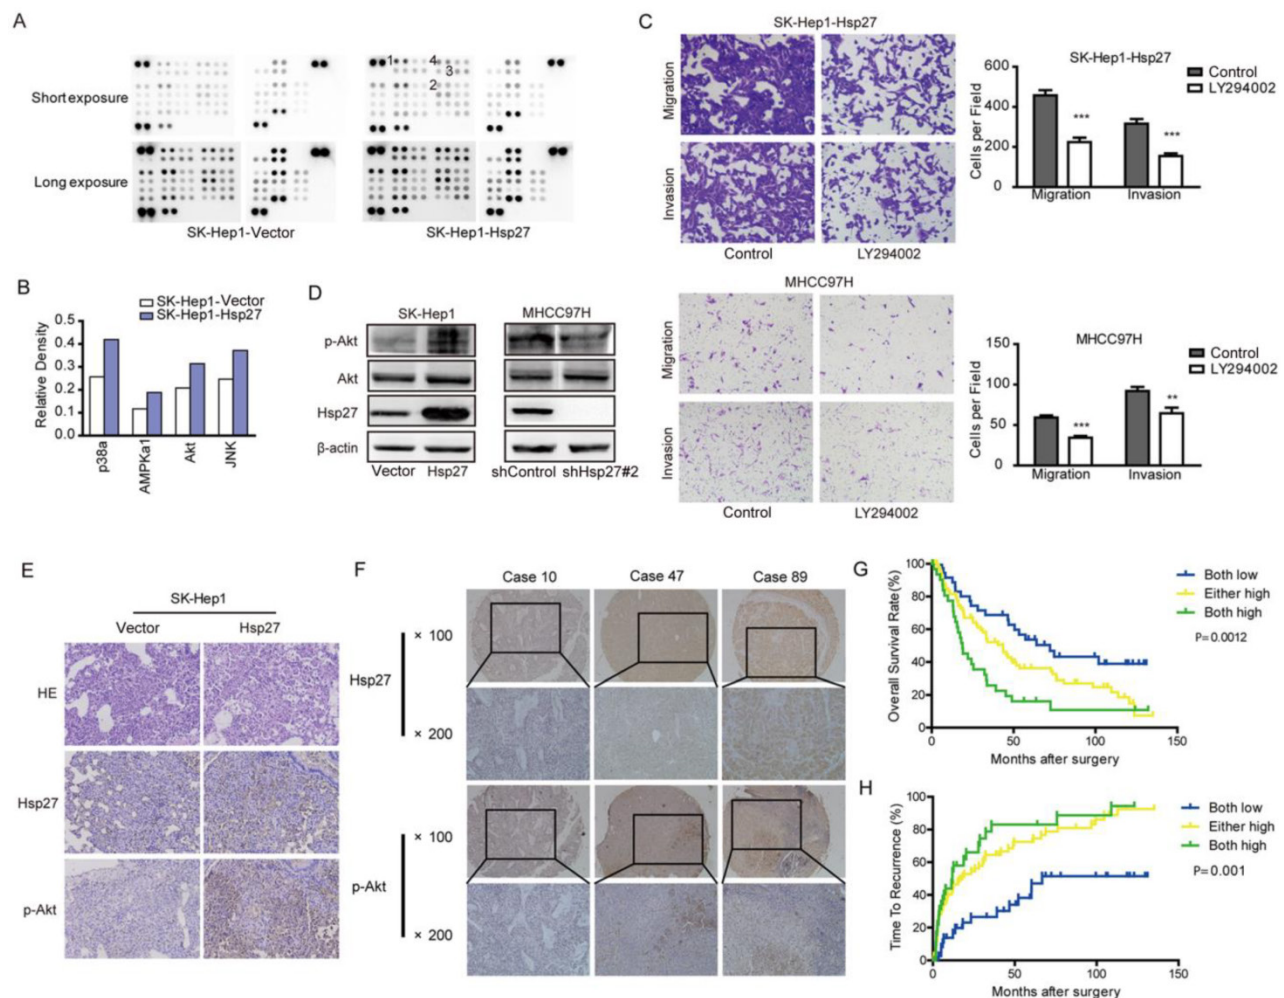 A
Short exposure
1
4
3
2
Long exposure
SK-Hep1-Vector
SK-Hep1-Hsp27
B
SK-Hep1-Vector
SK-Hep1-Hsp27
Relative Density
0.5
0.4
0.3
0.2
0.1
0.0
p38a
AMPKa1
Akt
JNK
C
SK-Hep1-Hsp27
Migration
Invasion
Control
LY294002
SK-Hep1-Hsp27
Control
LY294002
Cells per Field
600
400
200
0
***
***
Migration
Invasion
MHCC97H
Migration
Invasion
Control
LY294002
MHCC97H
Control
LY294002
Cells per Field
150
100
50
0
***
**
Migration
Invasion
D
SK-Hep1
MHCC97H
p-Akt
Akt
Hsp27
β-actin
Vector
Hsp27
shControl
shHsp27#2
E
SK-Hep1
Vector
Hsp27
HE
Hsp27
p-Akt
F
Case 10
Case 47
Case 89
Hsp27
× 100
× 200
p-Akt
× 100
× 200
G
Overall Survival Rate(%)
100
80
60
40
20
0
0
50
100
150
Months after surgery
Both low
Either high
Both high
P=0.0012
H
Time To Recurrence (%)
100
80
60
40
20
0
0
50
100
150
Months after surgery
Both low
Either high
Both high
P=0.001